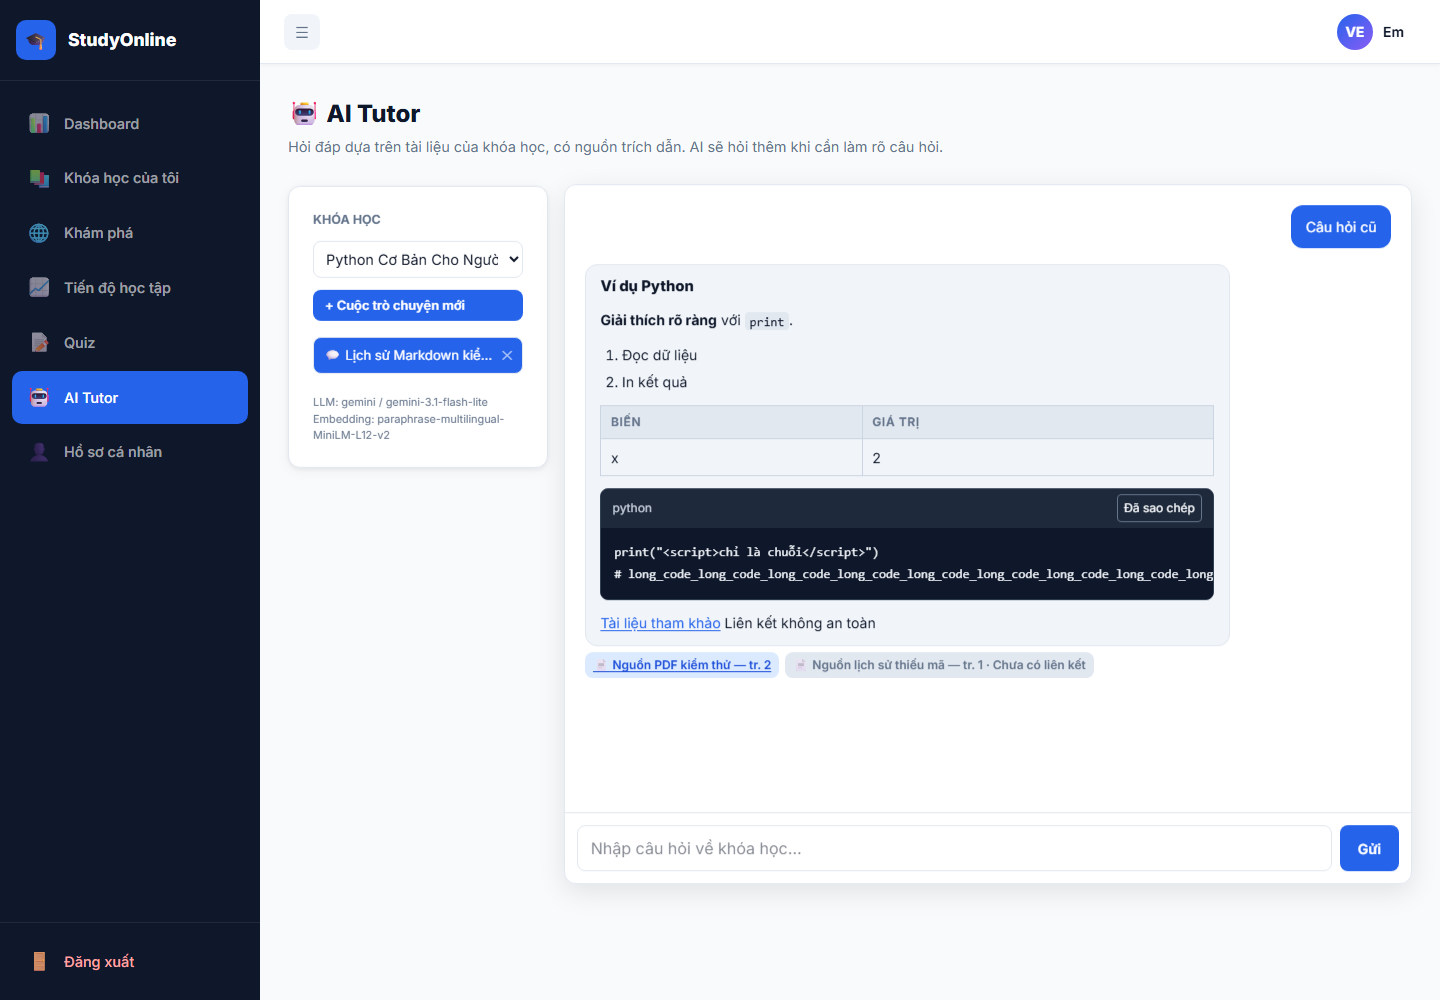 StudyOnline
Dashboard
Khóa học của tôi
Khám phá
Tiến độ học tập
Quiz
AI Tutor
Hồ sơ cá nhân
Đăng xuất
VE
Em
AI Tutor
Hỏi đáp dựa trên tài liệu của khóa học, có nguồn trích dẫn. AI sẽ hỏi thêm khi cần làm rõ câu hỏi.
KHÓA HỌC
Python Cơ Bản Cho Người
+ Cuộc trò chuyện mới
Lịch sử Markdown kiể...
LLM: gemini / gemini-3.1-flash-lite
Embedding: paraphrase-multilingual-
MiniLM-L12-v2
Câu hỏi cũ
Ví dụ Python
Giải thích rõ ràng với print.
1. Đọc dữ liệu
2. In kết quả
BIẾN GIÁ TRỊ
x 2
python
Đã sao chép
print("<script>chỉ là chuỗi</script>")
# long_code_long_code_long_code_long_code_long_code_long_code_long_code_long_code_long
Tài liệu tham khảo Liên kết không an toàn
Nguồn PDF kiểm thử — tr. 2
Nguồn lịch sử thiếu mã — tr. 1 · Chưa có liên kết
Nhập câu hỏi về khóa học...
Gửi